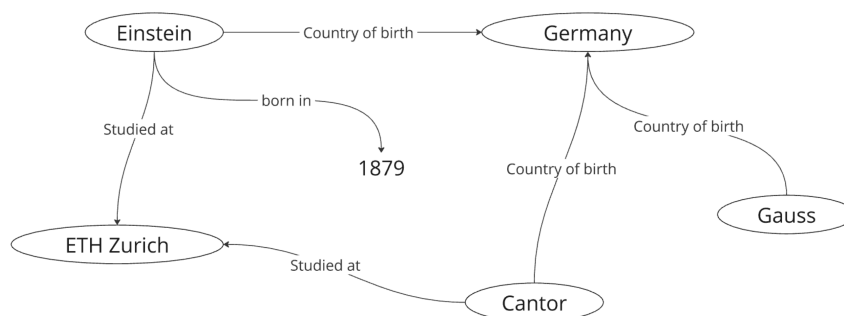 Einstein
Country of birth
Germany
born in
Studied at
Country of birth
1879
Country of birth
Gauss
ETH Zurich
Studied at
Cantor